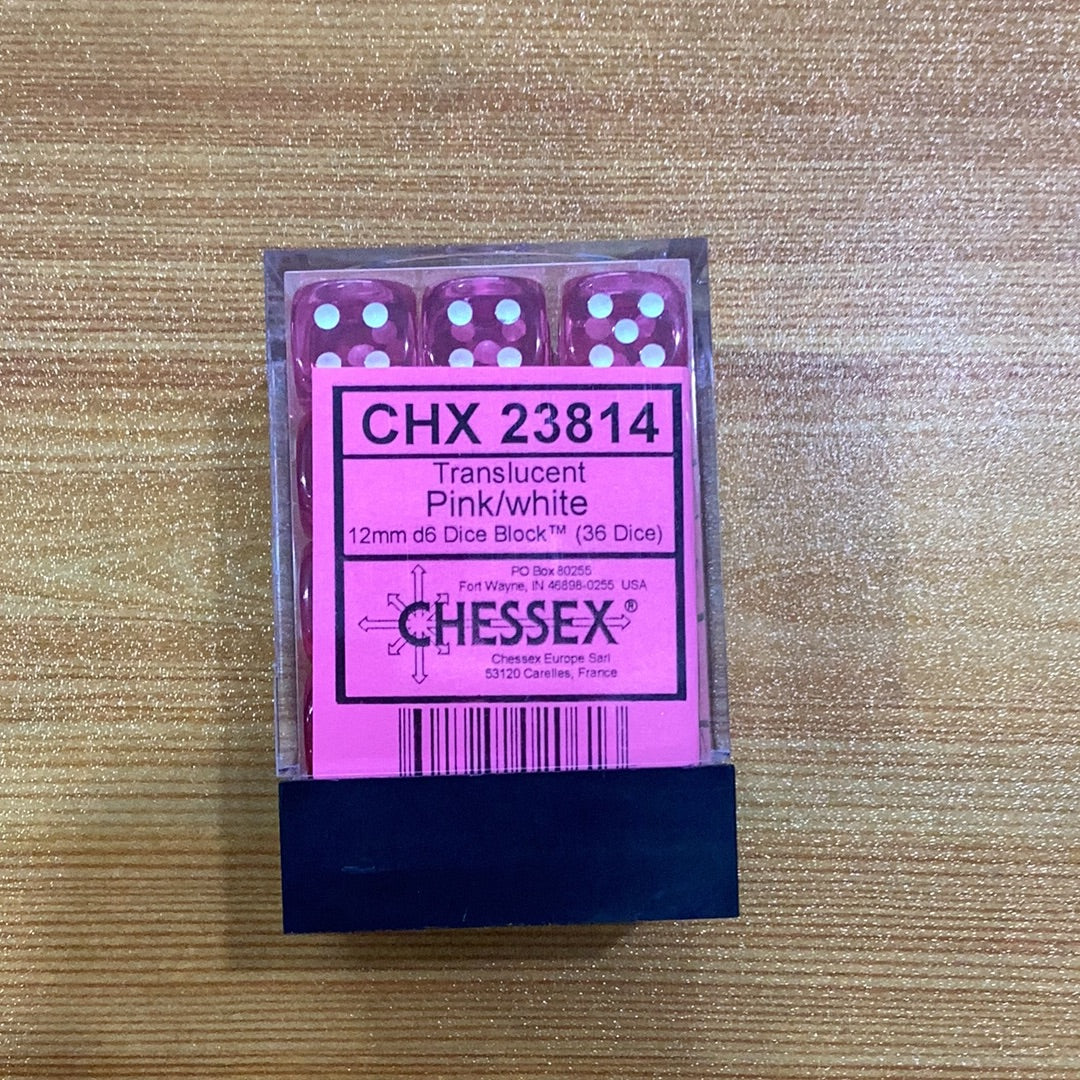 CHX 23814
Translucent
Pink/white
12mm d6 Dice Block™ (36 Dice)
PO Box 80255
Fort Wayne, IN 46898-0255 USA
CHESSEX®
Chessex Europe Sarl
53120 Carelles, France